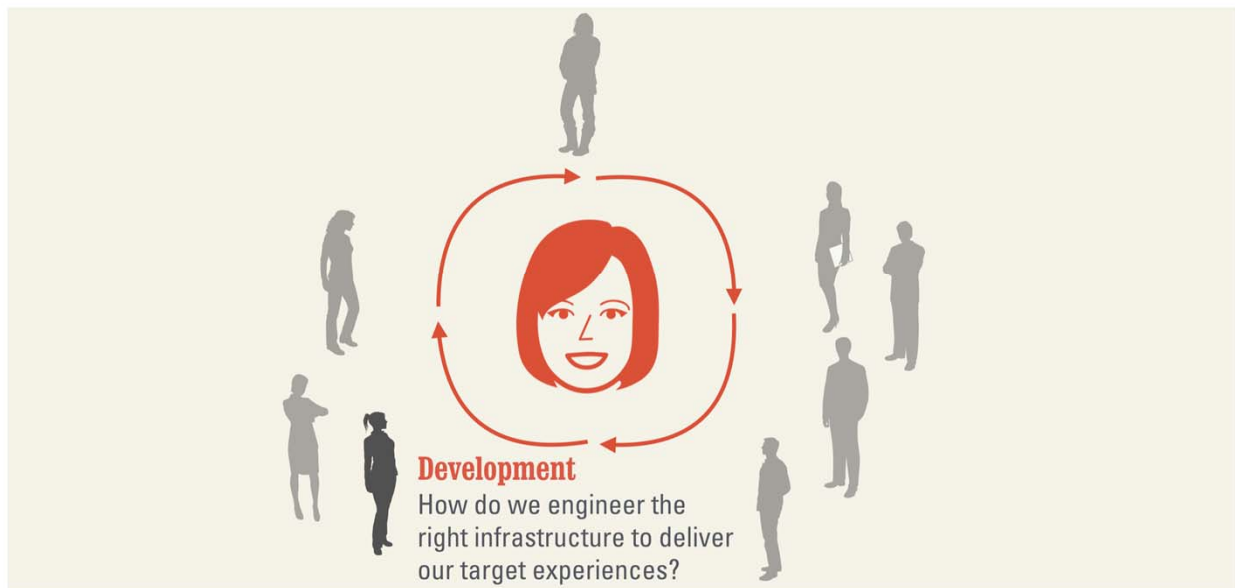 Development
How do we engineer the
right infrastructure to deliver
our target experiences?